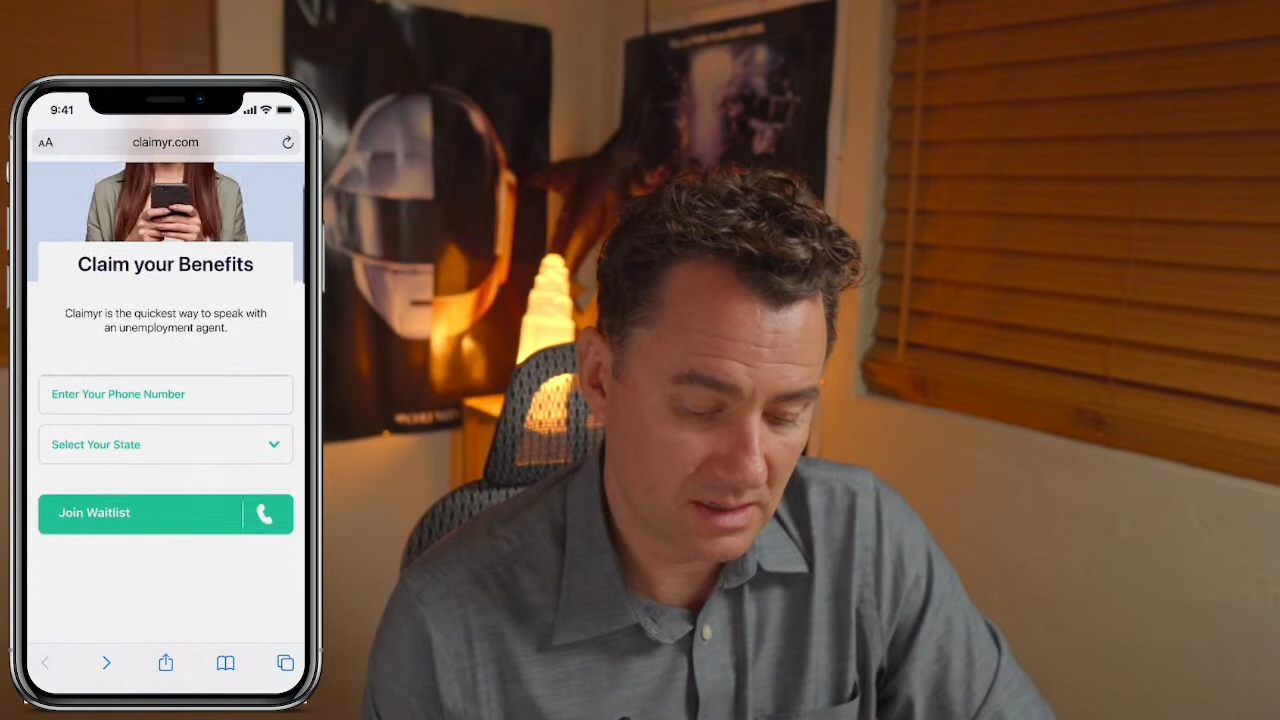 9:41
AA
claimyr.com
Claim your Benefits
Claimyr is the quickest way to speak with
an unemployment agent.
Enter Your Phone Number
Select Your State
Join Waitlist